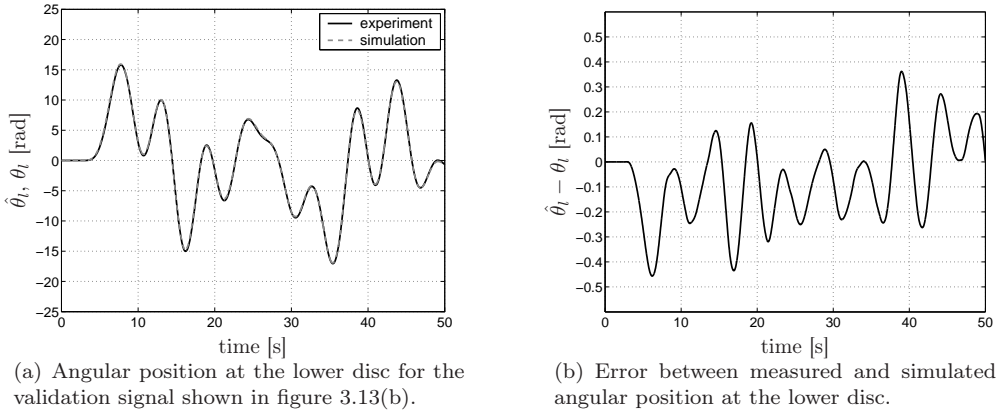 25
20
15
10
5
0
−5
−10
−15
−20
−25
0 10 20 30 40 50
θ̂l, θl [rad]
time [s]
experiment
simulation
(a) Angular position at the lower disc for the
validation signal shown in figure 3.13(b).
0.5
0.4
0.3
0.2
0.1
0
−0.1
−0.2
−0.3
−0.4
−0.5
0 10 20 30 40 50
θ̂l − θl [rad]
time [s]
(b) Error between measured and simulated
angular position at the lower disc.